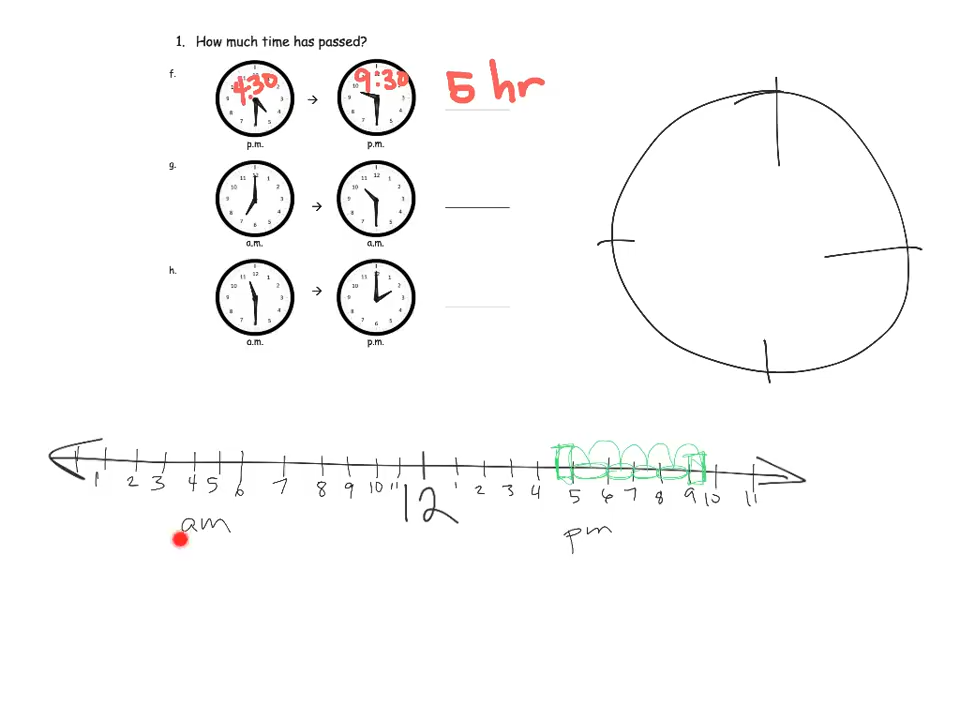 1. How much time has passed?
f. 4:30 → 9:30 5 hr
p.m. p.m.
g. →
a.m. a.m.
h. →
a.m. p.m.
1 2 3 4 5 6 7 8 9 10 11 12 1 2 3 4 5 6 7 8 9 10 11
am pm